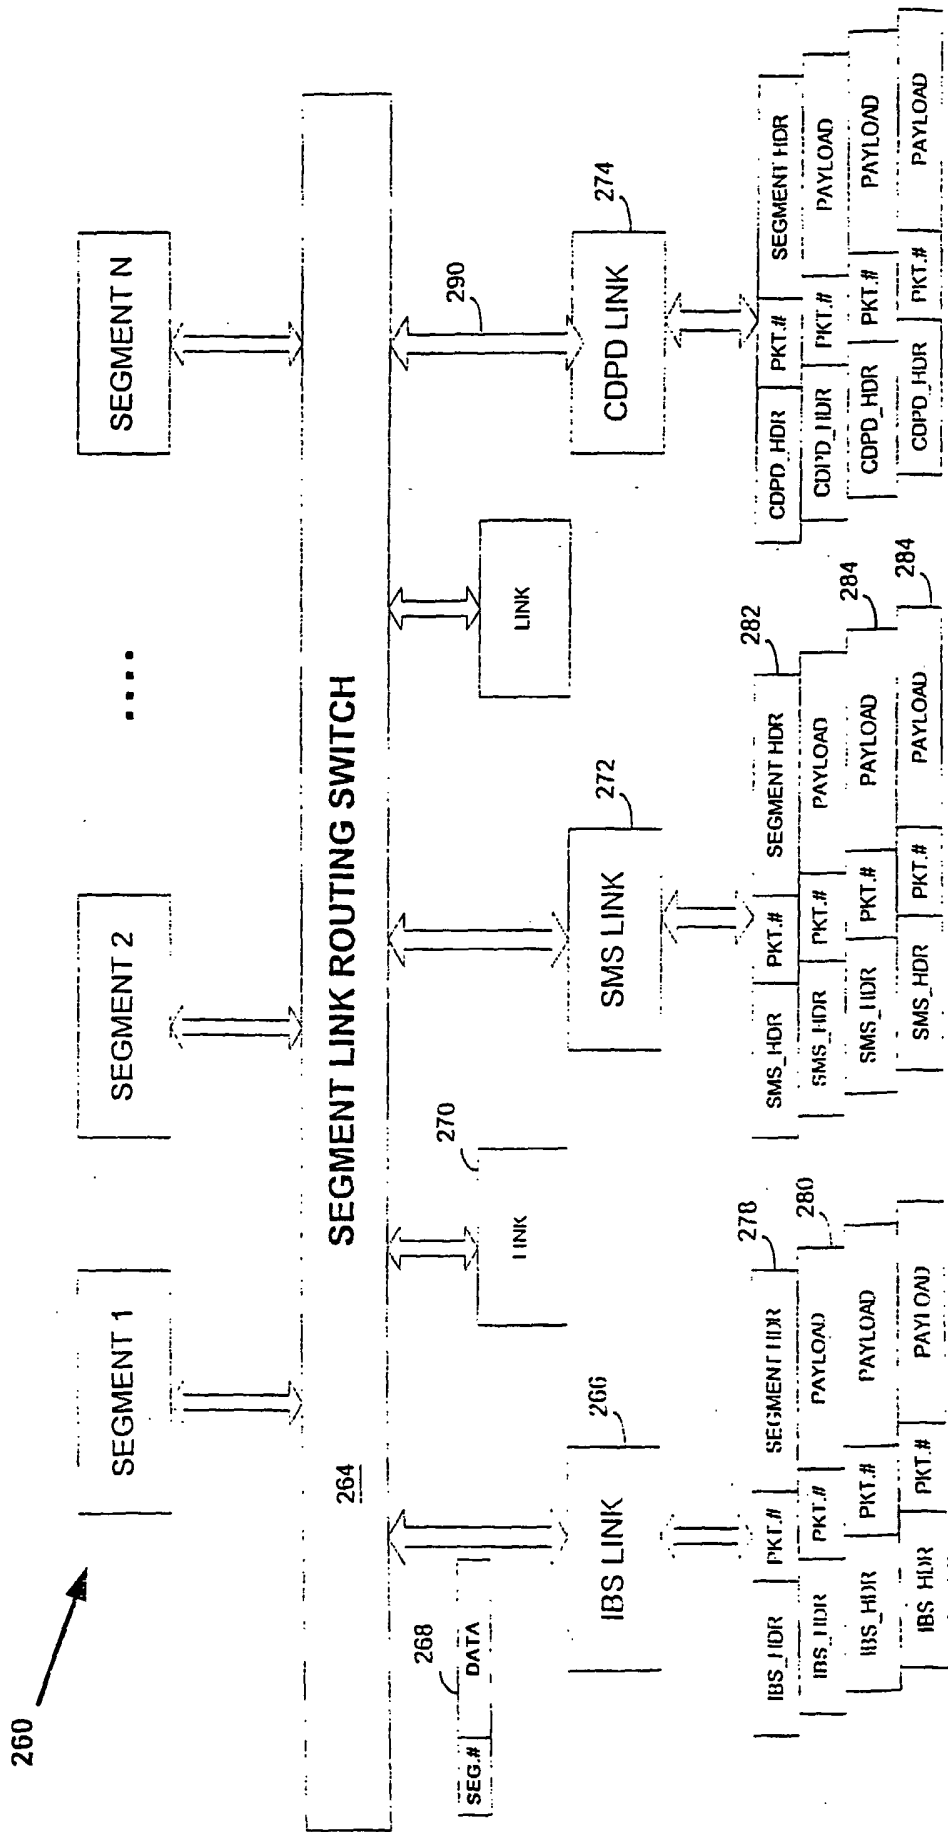 260
SEGMENT 1
SEGMENT 2
....
SEGMENT N
264
SEGMENT LINK ROUTING SWITCH
268
SEG.# DATA
270
LINK
LINK
290
266
IBS LINK
272
SMS LINK
274
CDPD LINK
278
IBS_HDR PKT.# SEGMENT HDR
280
IBS_HDR PKT.# PAYLOAD
IBS_HDR PKT.# PAYLOAD
IBS_HDR PKT.# PAYLOAD
282
SMS_HDR PKT.# SEGMENT HDR
SMS_HDR PKT.# PAYLOAD
284
SMS_HDR PKT.# PAYLOAD
284
SMS_HDR PKT.# PAYLOAD
CDPD_HDR PKT.# SEGMENT HDR
CDPD_HDR PKT.# PAYLOAD
CDPD_HDR PKT.# PAYLOAD
CDPD_HDR PKT.# PAYLOAD